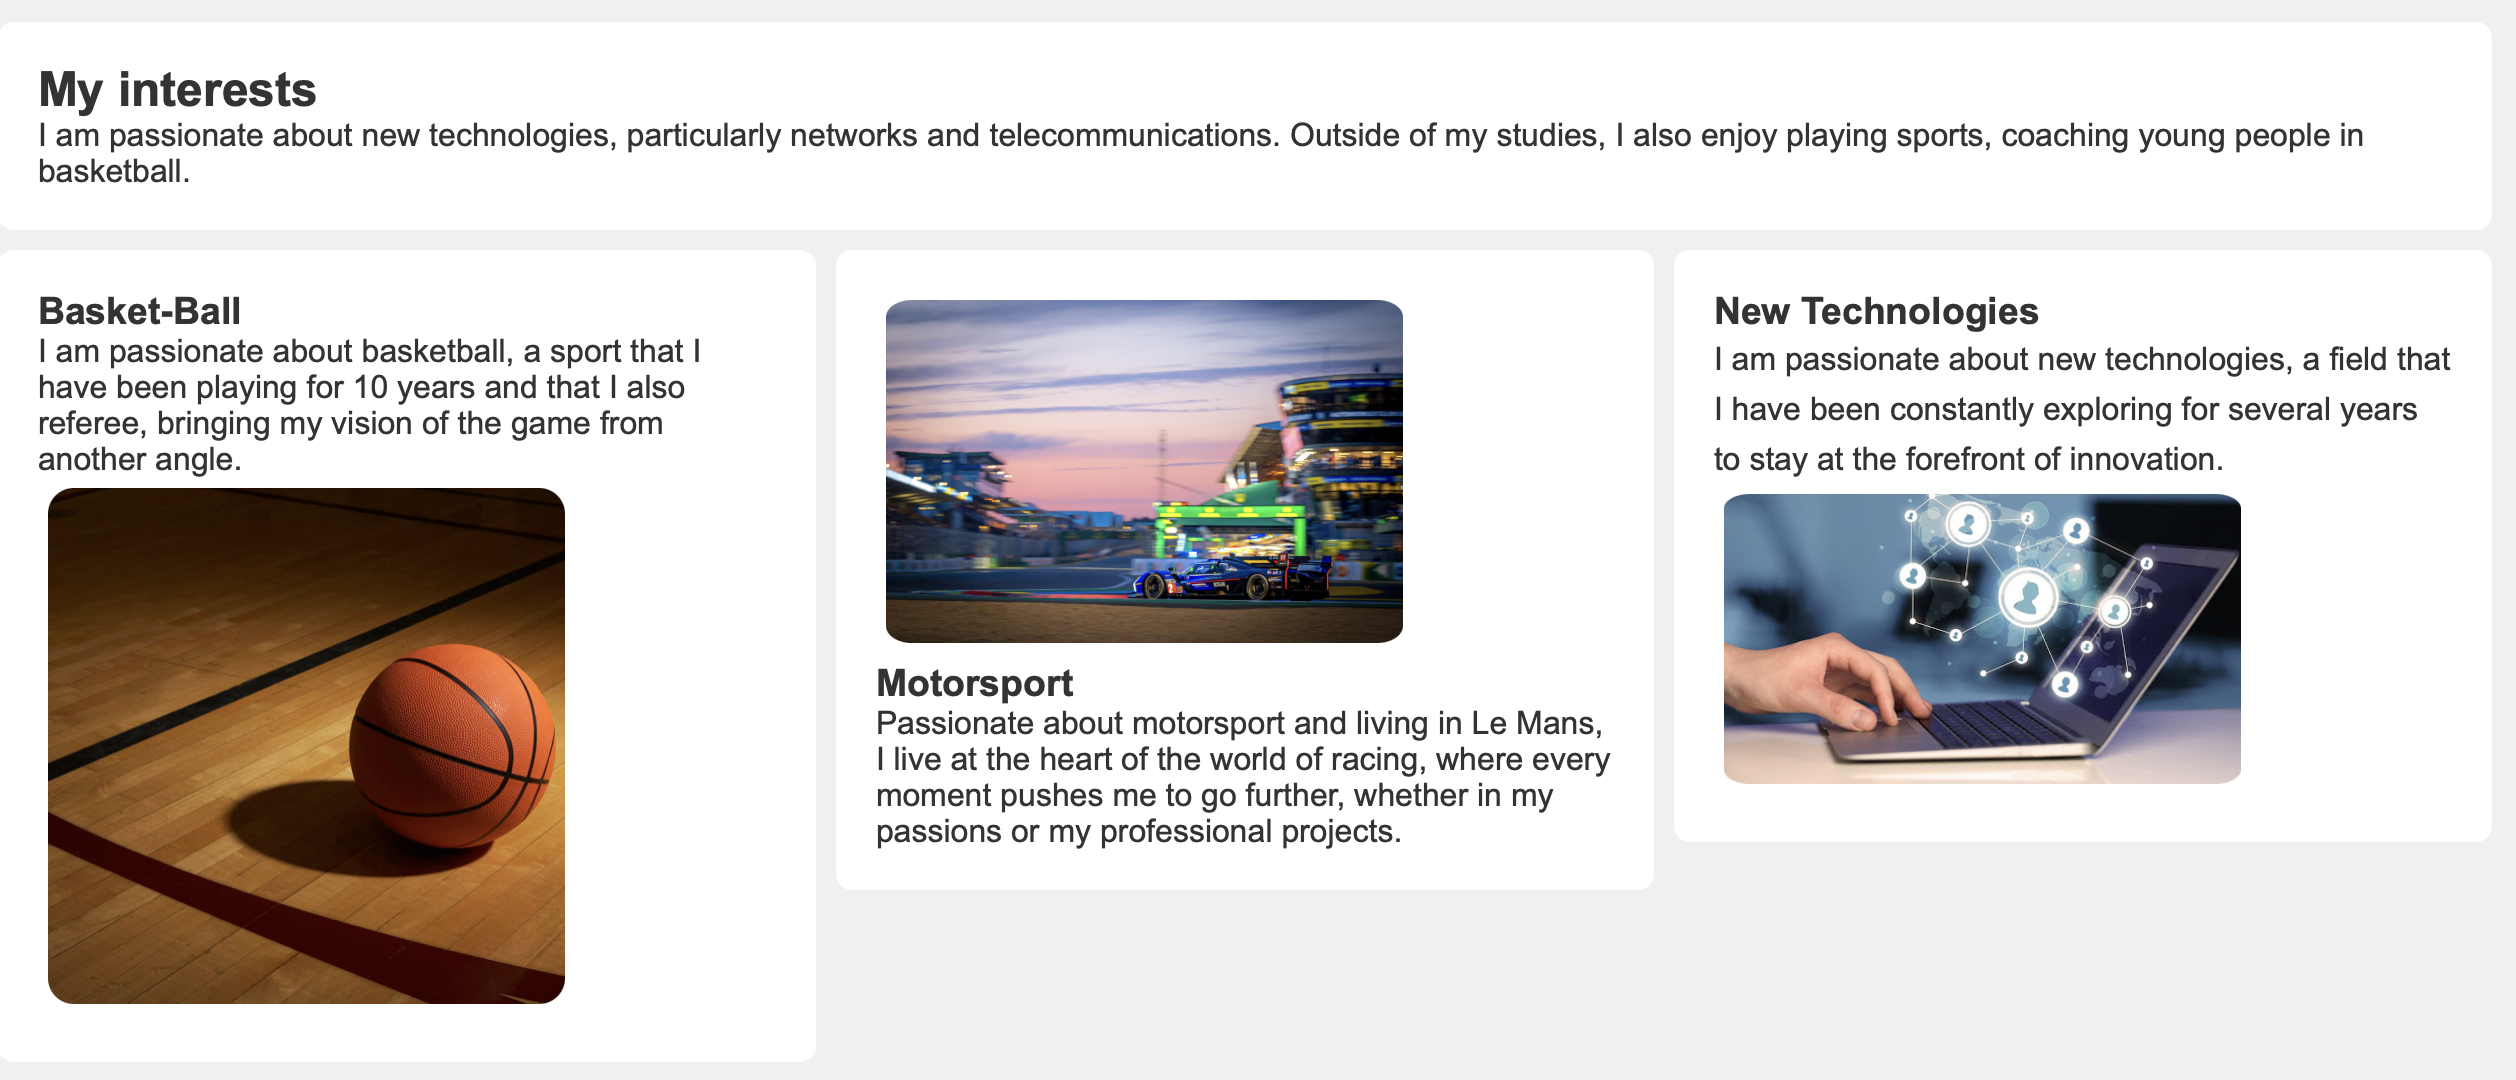 My interests
I am passionate about new technologies, particularly networks and telecommunications. Outside of my studies, I also enjoy playing sports, coaching young people in
basketball.
Basket-Ball
I am passionate about basketball, a sport that I
have been playing for 10 years and that I also
referee, bringing my vision of the game from
another angle.
Motorsport
Passionate about motorsport and living in Le Mans,
I live at the heart of the world of racing, where every
moment pushes me to go further, whether in my
passions or my professional projects.
New Technologies
I am passionate about new technologies, a field that
I have been constantly exploring for several years
to stay at the forefront of innovation.